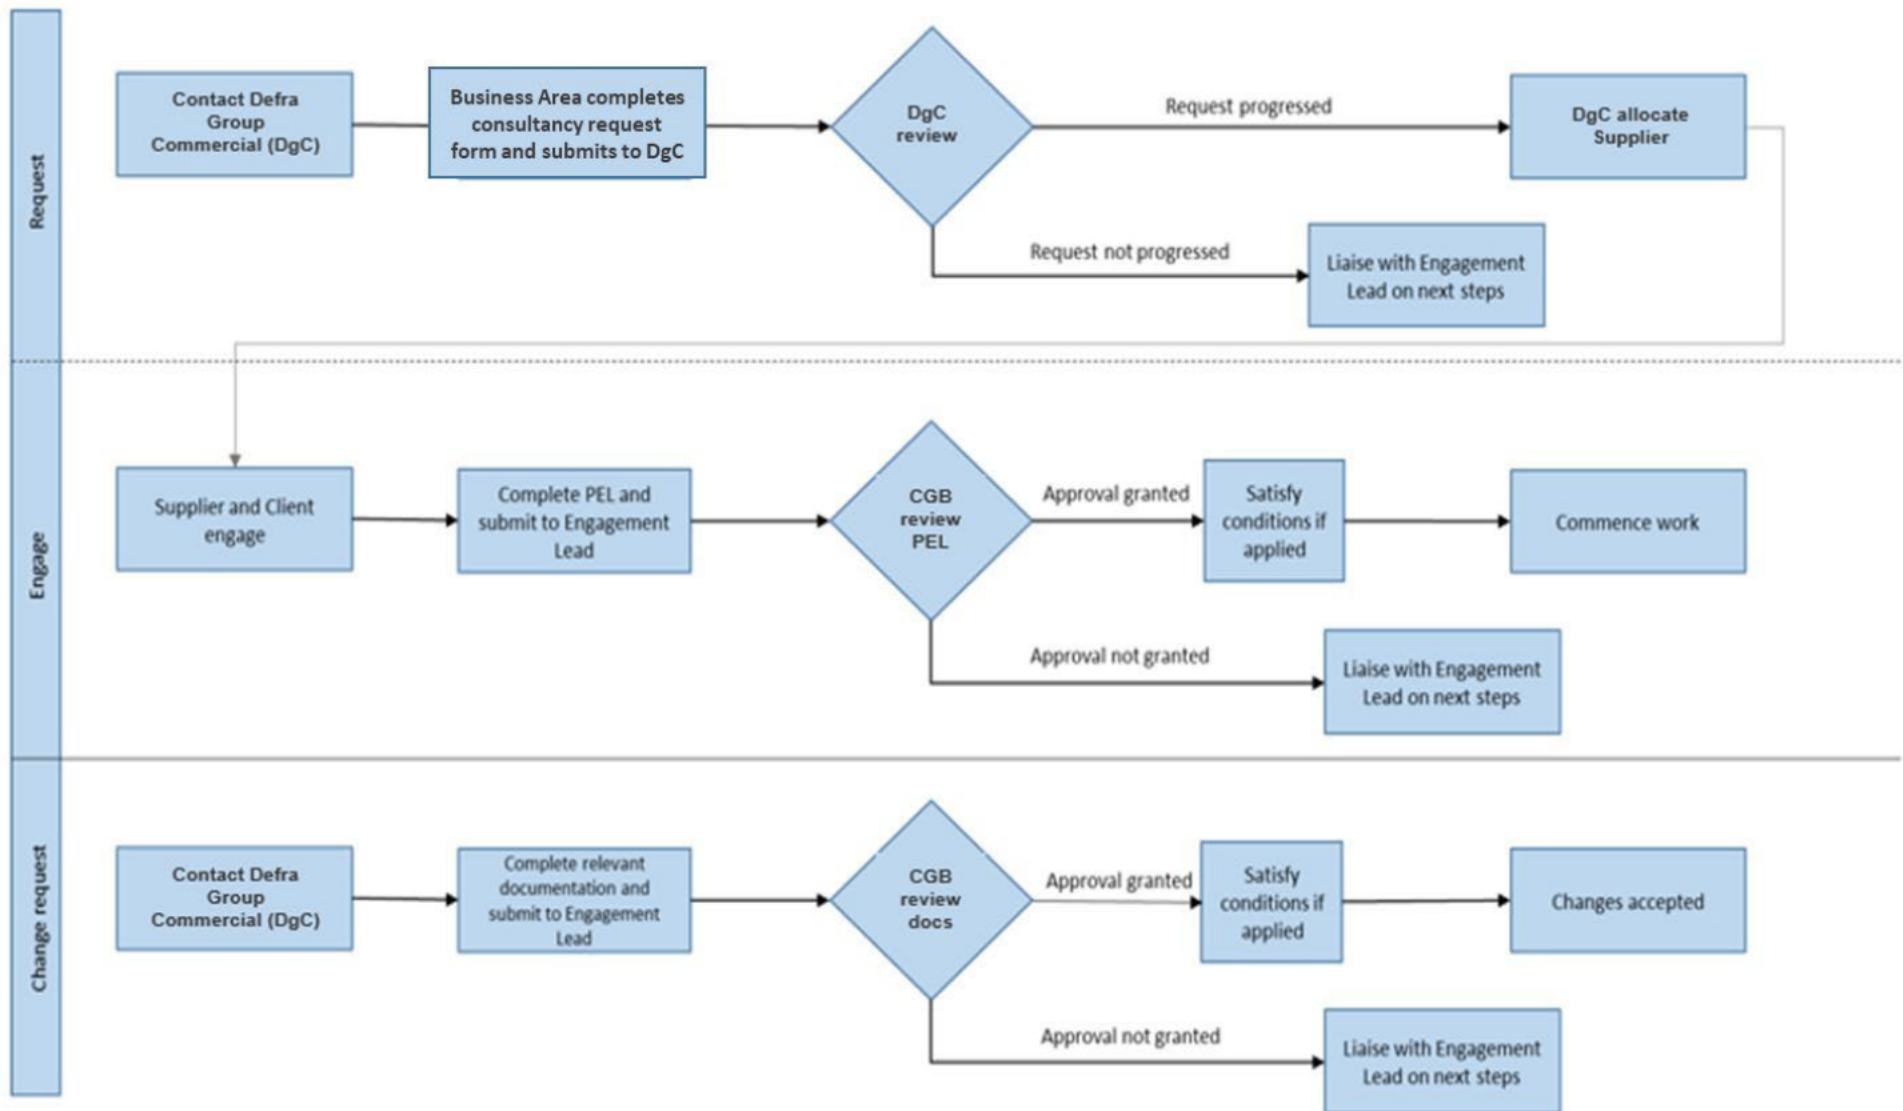 Request
Contact Defra
Group
Commercial (DgC)
Business Area completes
consultancy request
form and submits to DgC
DgC
review
Request progressed
DgC allocate
Supplier
Request not progressed
Liaise with Engagement
Lead on next steps
Engage
Supplier and Client
engage
Complete PEL and
submit to Engagement
Lead
CGB
review
PEL
Approval granted
Satisfy
conditions if
applied
Commence work
Approval not granted
Liaise with Engagement
Lead on next steps
Change request
Contact Defra
Group
Commercial (DgC)
Complete relevant
documentation and
submit to Engagement
Lead
CGB
review
docs
Approval granted
Satisfy
conditions if
applied
Changes accepted
Approval not granted
Liaise with Engagement
Lead on next steps